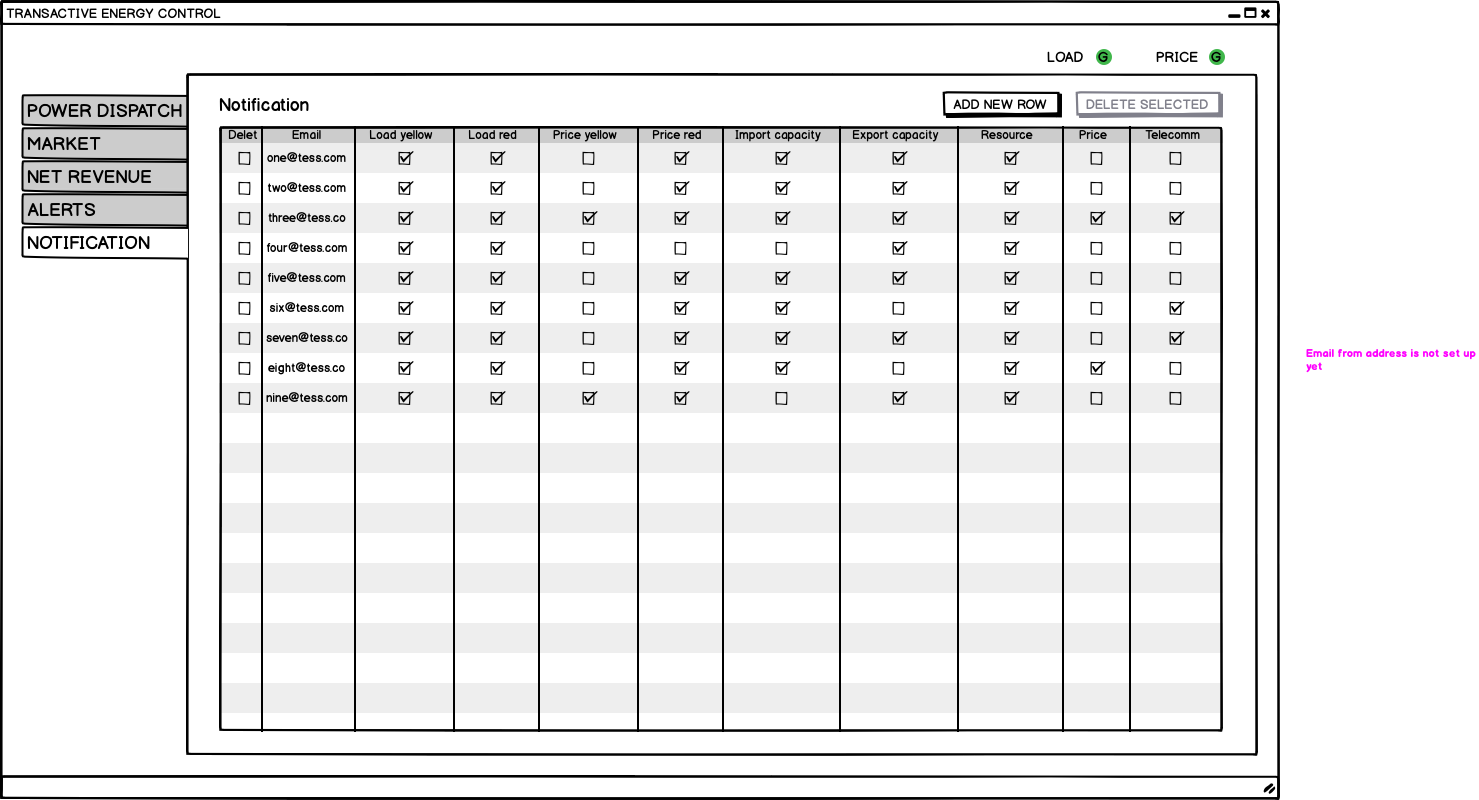 TRANSACTIVE ENERGY CONTROL
LOAD G PRICE G
POWER DISPATCH
MARKET
NET REVENUE
ALERTS
NOTIFICATION
Notification ADD NEW ROW DELETE SELECTED
Delet Email Load yellow Load red Price yellow Price red Import capacity Export capacity Resource Price Telecomm
one@tess.com
two@tess.com
three@tess.co
four@tess.com
five@tess.com
six@tess.com
seven@tess.co
eight@tess.co
nine@tess.com
Email from address is not set up
yet